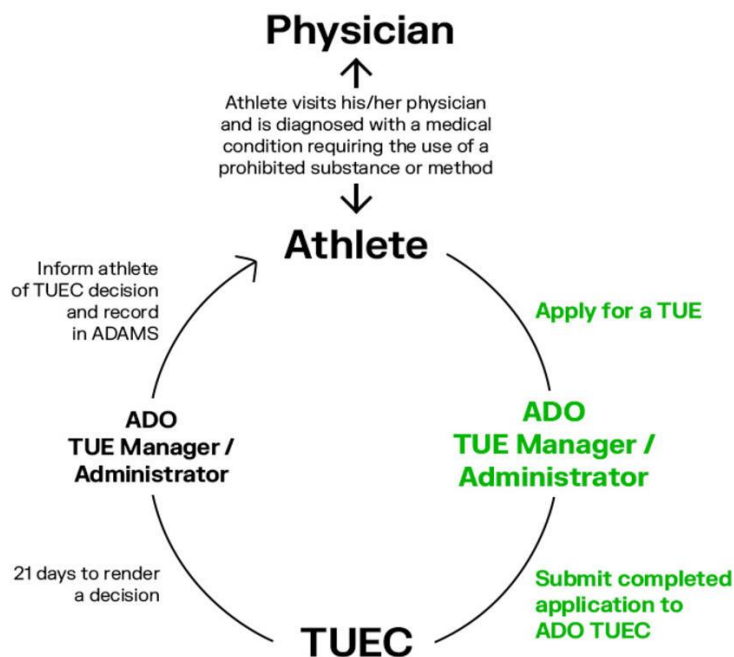 Physician
Athlete visits his/her physician
and is diagnosed with a medical
condition requiring the use of a
prohibited substance or method
Athlete
Inform athlete
of TUEC decision
and record
in ADAMS
Apply for a TUE
ADO
TUE Manager /
Administrator
ADO
TUE Manager /
Administrator
21 days to render
a decision
Submit completed
application to
ADO TUEC
TUEC